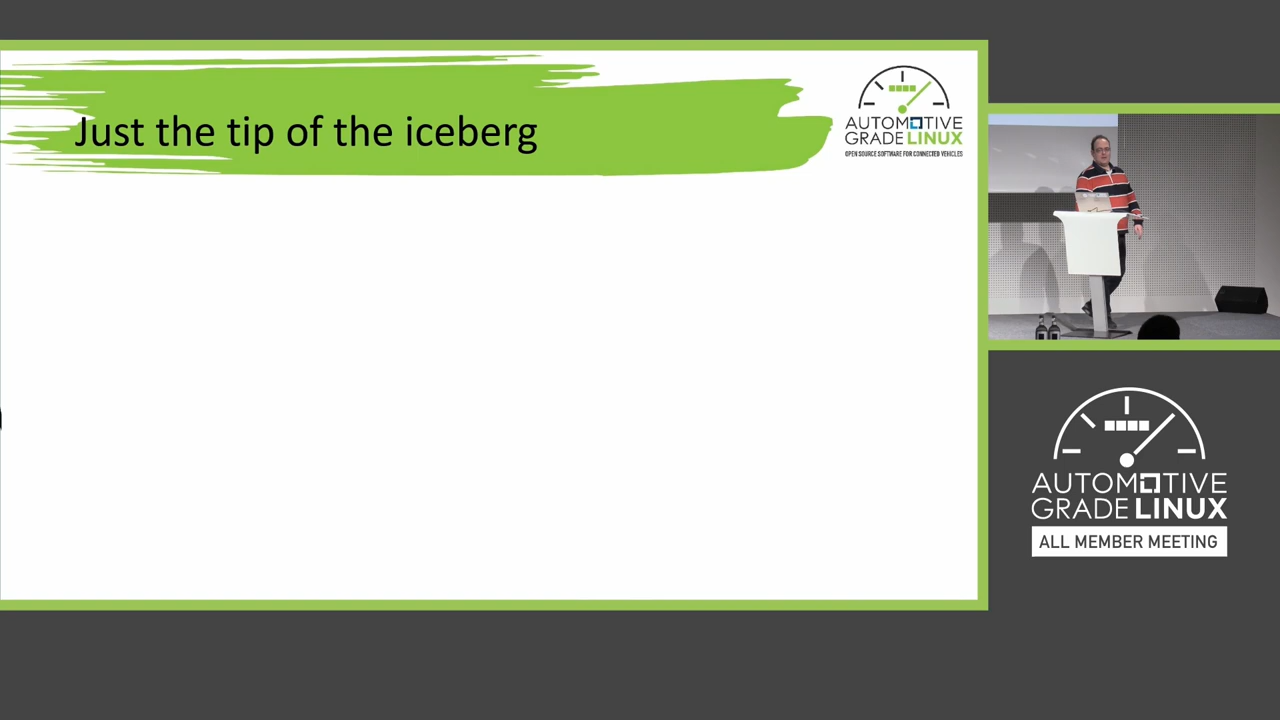 Just the tip of the iceberg
AUTOMOTIVE
GRADE LINUX
OPEN SOURCE SOFTWARE FOR CONNECTED VEHICLES
AUTOMOTIVE
GRADE LINUX
ALL MEMBER MEETING